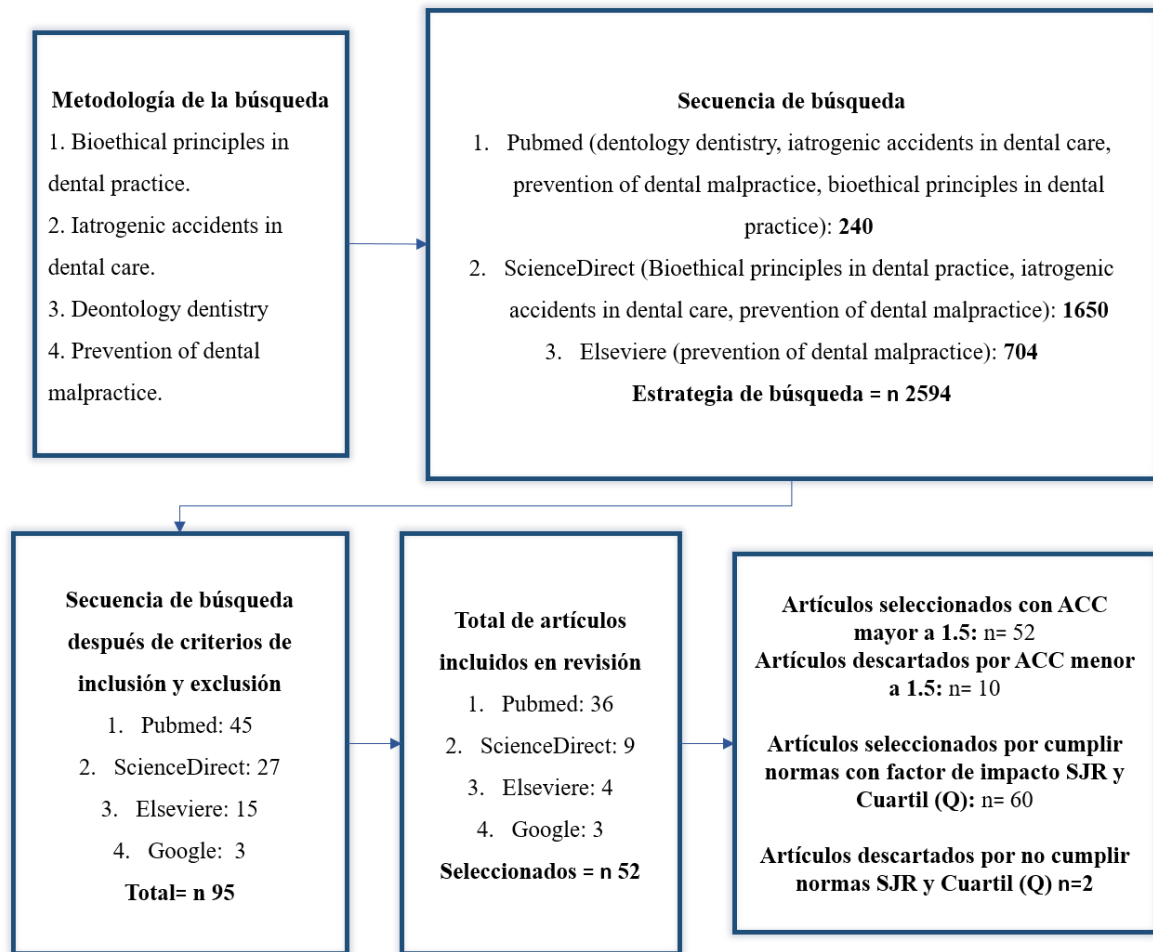 Metodología de la búsqueda
1. Bioethical principles in
dental practice.
2. Iatrogenic accidents in
dental care.
3. Deontology dentistry
4. Prevention of dental
malpractice.
Secuencia de búsqueda
1. Pubmed (dentology dentistry, iatrogenic accidents in dental care,
prevention of dental malpractice, bioethical principles in dental
practice): 240
2. ScienceDirect (Bioethical principles in dental practice, iatrogenic
accidents in dental care, prevention of dental malpractice): 1650
3. Elseviere (prevention of dental malpractice): 704
Estrategia de búsqueda = n 2594
Secuencia de búsqueda
después de criterios de
inclusión y exclusión
1. Pubmed: 45
2. ScienceDirect: 27
3. Elseviere: 15
4. Google: 3
Total= n 95
Total de artículos
incluidos en revisión
1. Pubmed: 36
2. ScienceDirect: 9
3. Elseviere: 4
4. Google: 3
Seleccionados = n 52
Artículos seleccionados con ACC
mayor a 1.5: n= 52
Artículos descartados por ACC menor
a 1.5: n= 10
Artículos seleccionados por cumplir
normas con factor de impacto SJR y
Cuartil (Q): n= 60
Artículos descartados por no cumplir
normas SJR y Cuartil (Q) n=2